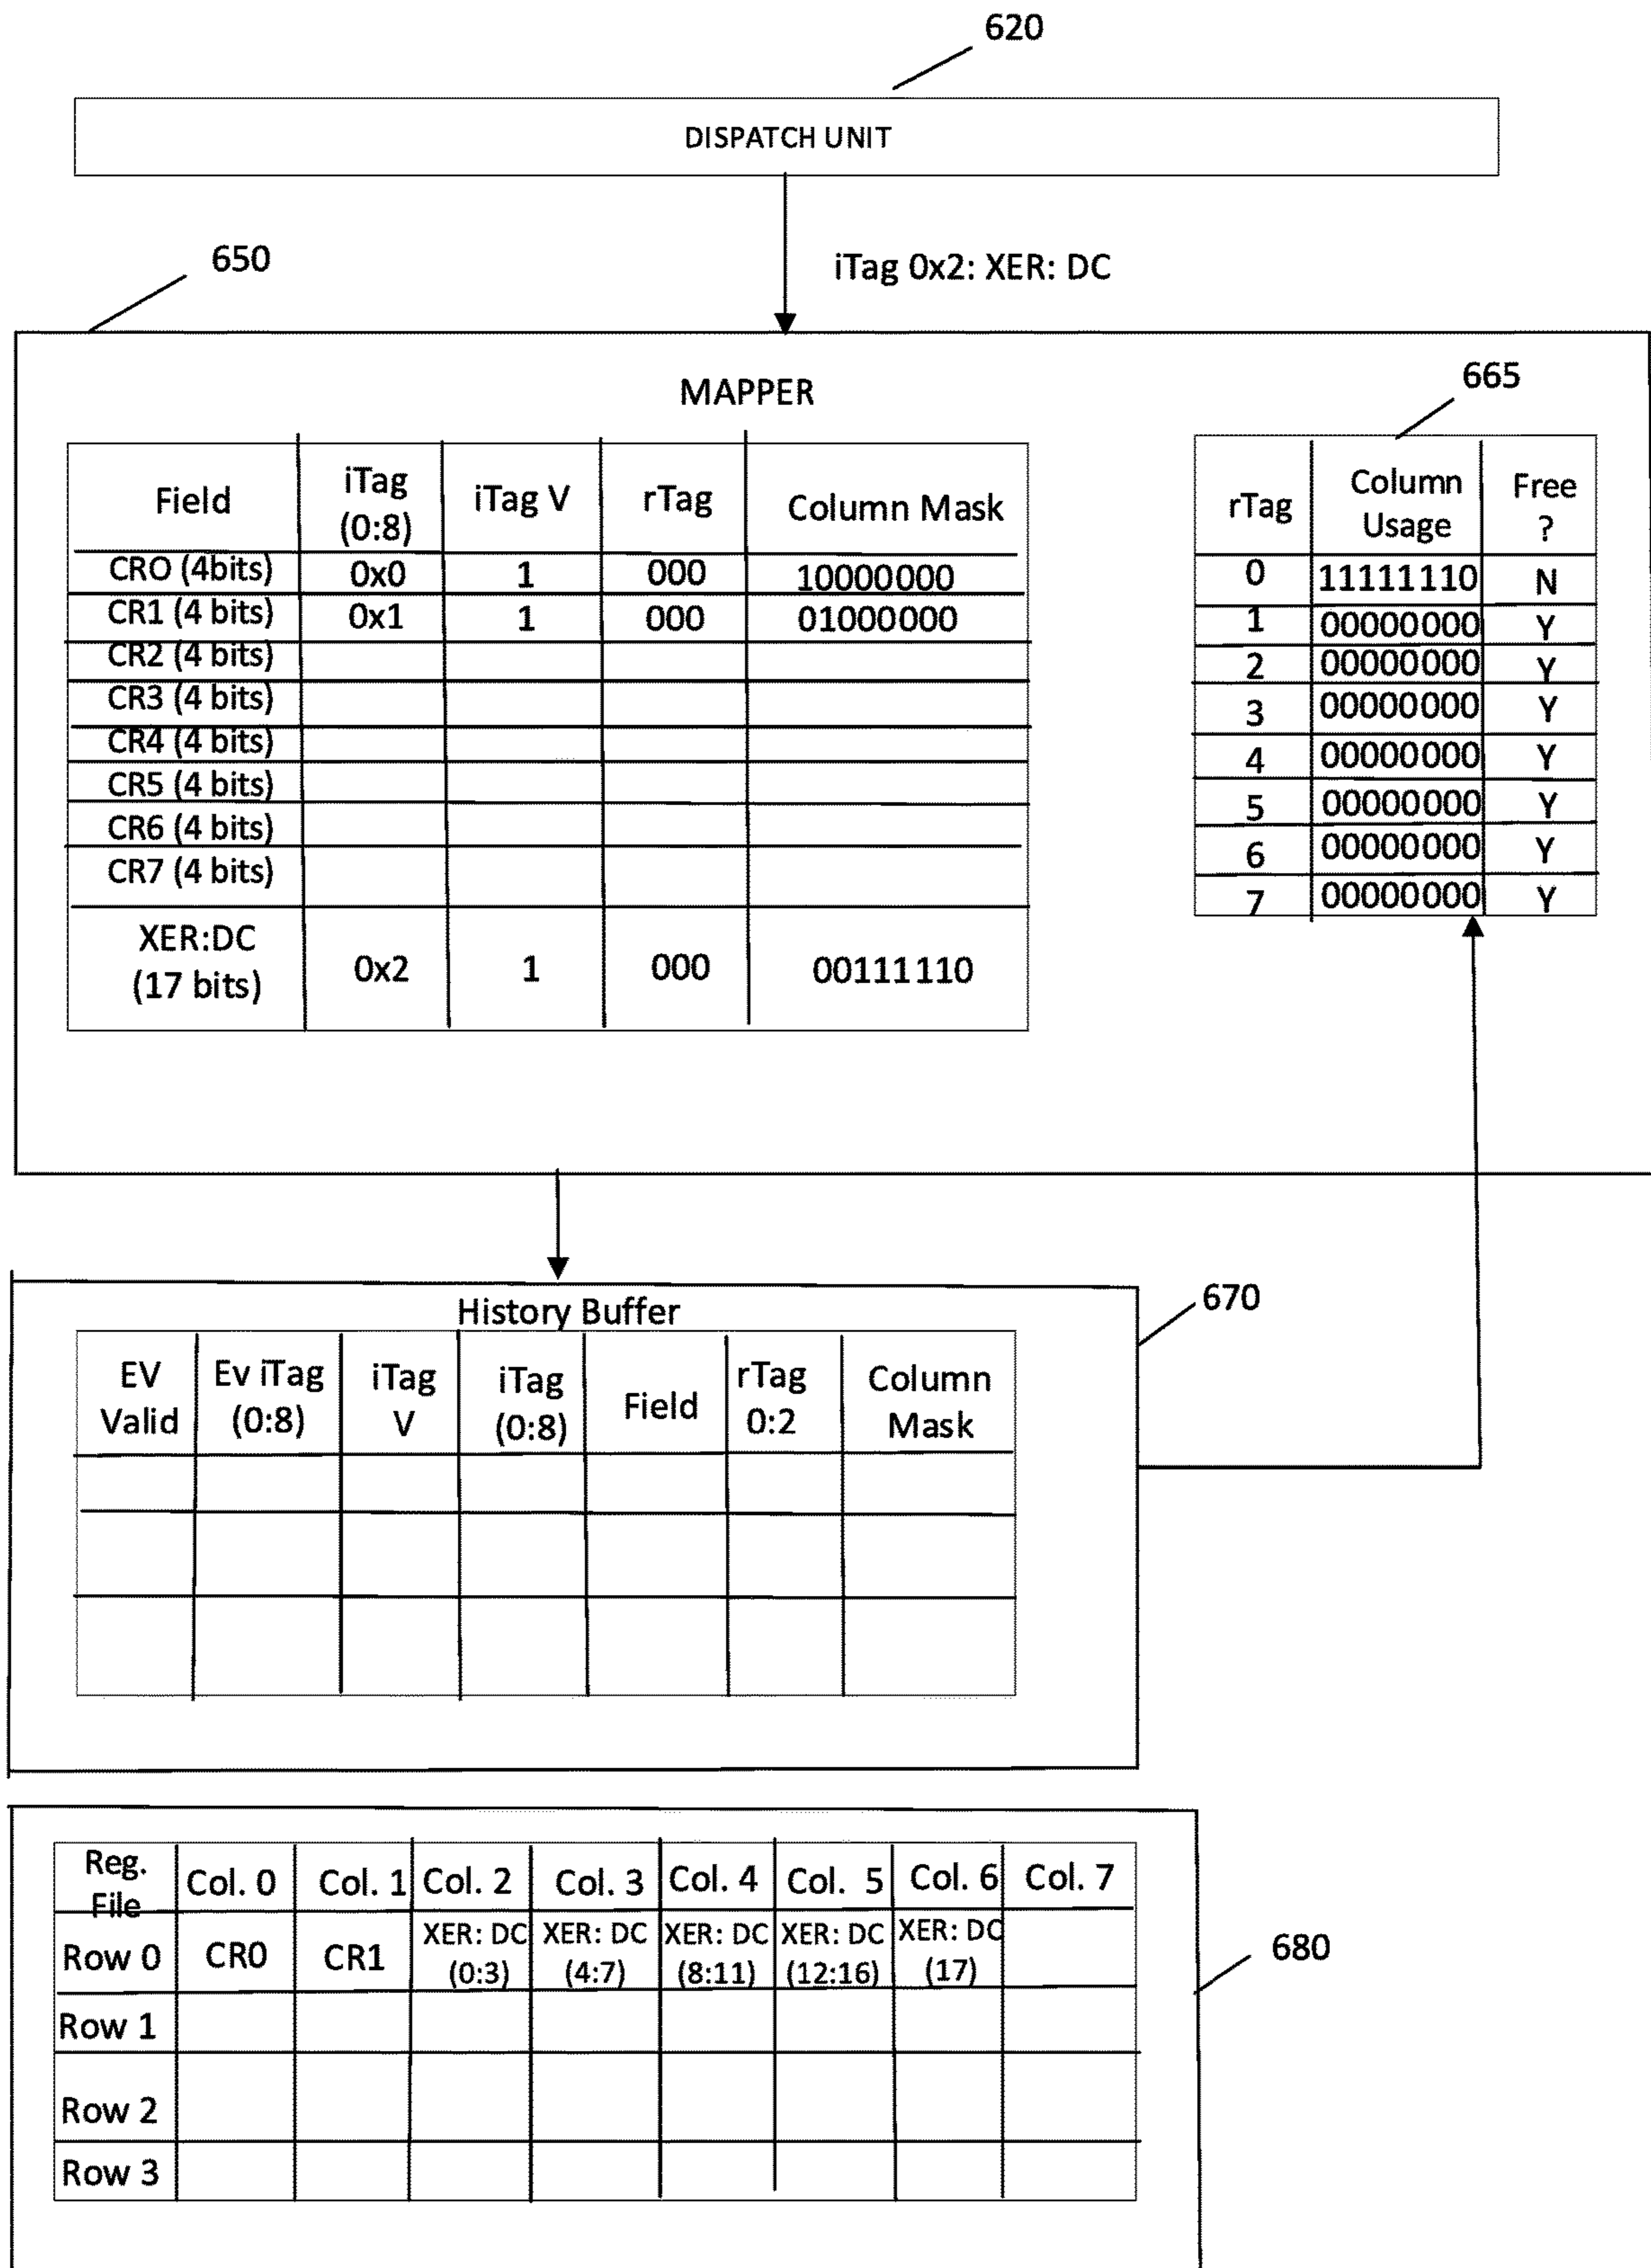 620
DISPATCH UNIT
650
iTag 0x2: XER: DC
MAPPER
665
Field iTag (0:8) iTag V rTag Column Mask
CRO (4bits) 0x0 1 000 10000000
CR1 (4 bits) 0x1 1 000 01000000
CR2 (4 bits)
CR3 (4 bits)
CR4 (4 bits)
CR5 (4 bits)
CR6 (4 bits)
CR7 (4 bits)
XER:DC (17 bits) 0x2 1 000 00111110
rTag Column Usage Free ?
0 11111110 N
1 00000000 Y
2 00000000 Y
3 00000000 Y
4 00000000 Y
5 00000000 Y
6 00000000 Y
7 00000000 Y
History Buffer
670
EV Valid Ev iTag (0:8) iTag V iTag (0:8) Field rTag 0:2 Column Mask
Reg. File Col. 0 Col. 1 Col. 2 Col. 3 Col. 4 Col. 5 Col. 6 Col. 7
Row 0 CR0 CR1 XER: DC (0:3) XER: DC (4:7) XER: DC (8:11) XER: DC (12:16) XER: DC (17)
680
Row 1
Row 2
Row 3